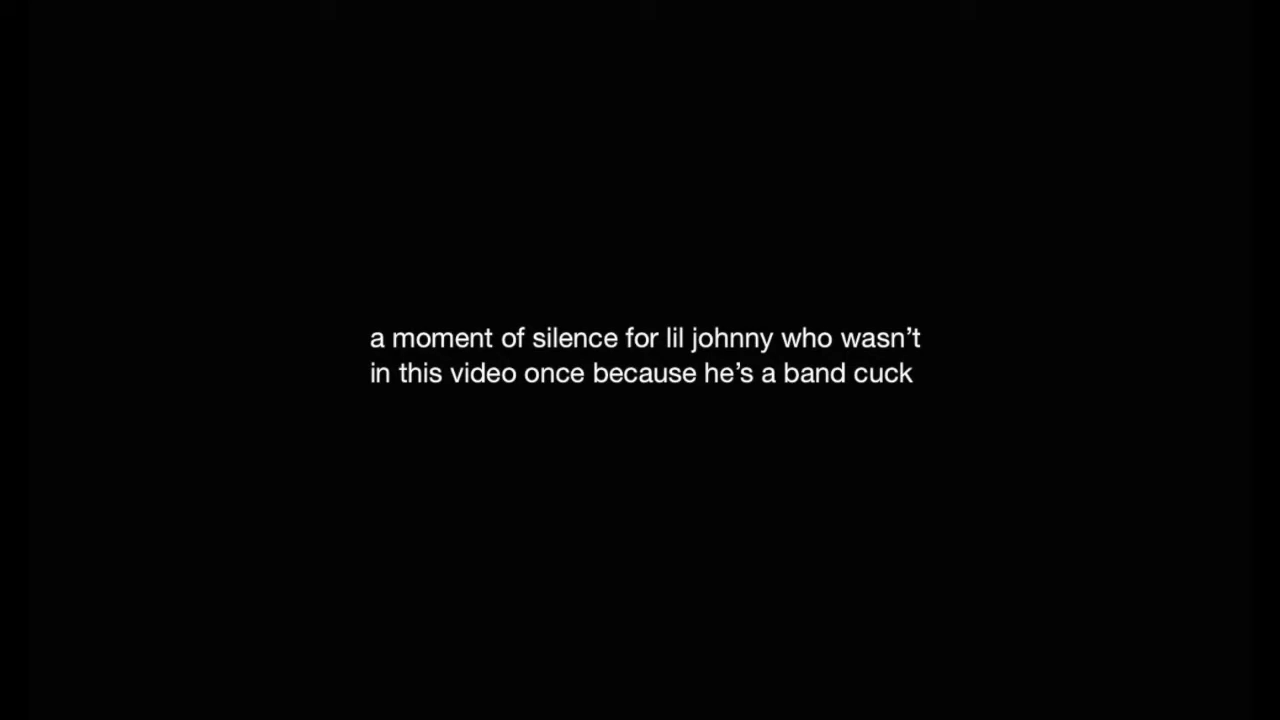 a moment of silence for lil johnny who wasn’t
in this video once because he’s a band cuck